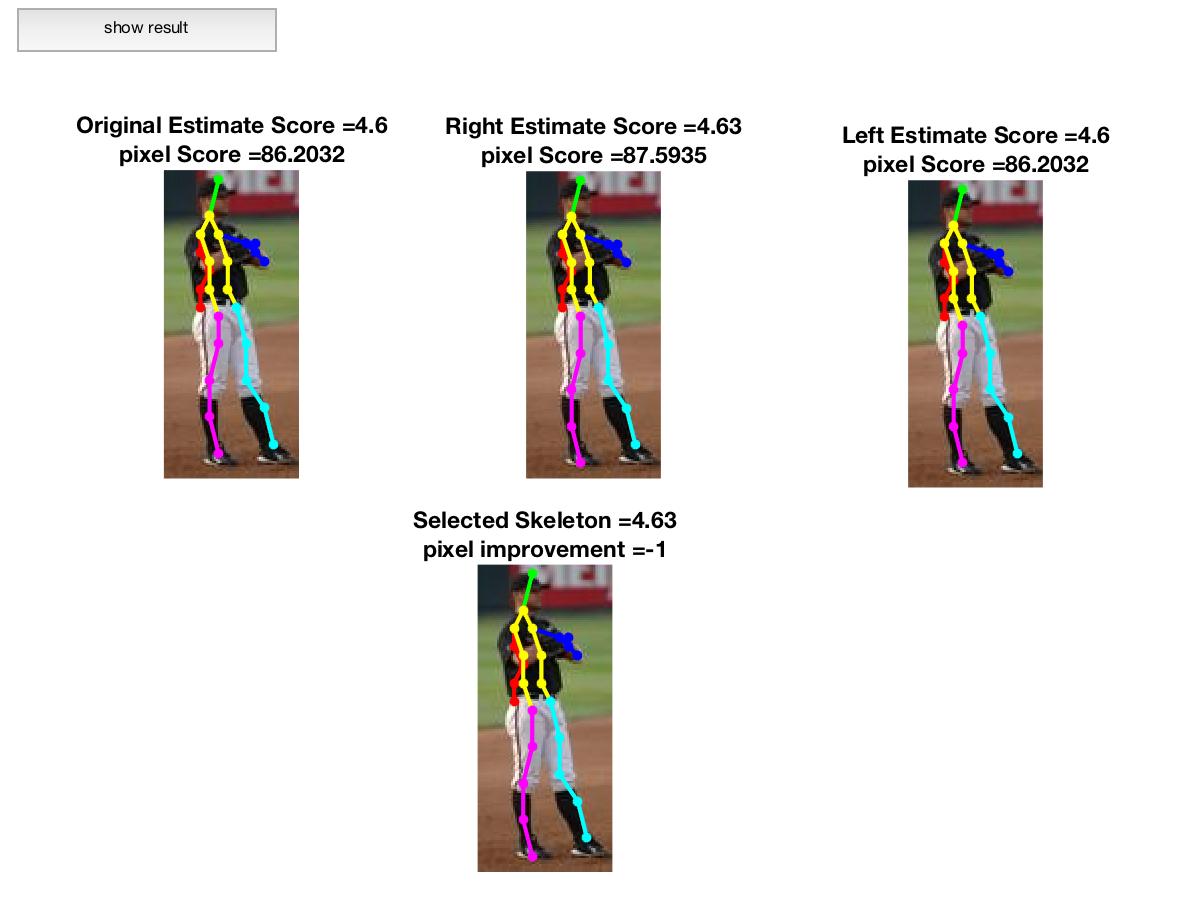 show result
Original Estimate Score =4.6
pixel Score =86.2032
Right Estimate Score =4.63
pixel Score =87.5935
Left Estimate Score =4.6
pixel Score =86.2032
Selected Skeleton =4.63
pixel improvement =-1